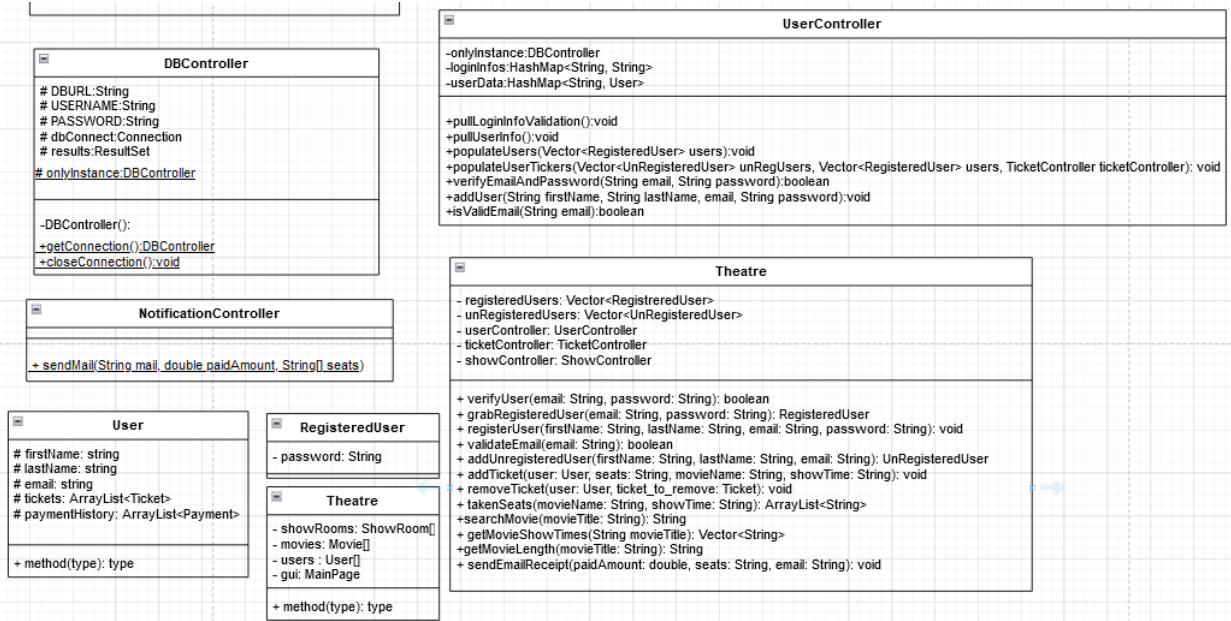 DBController
# DBURL:String
# USERNAME:String
# PASSWORD:String
# dbConnect:Connection
# results:ResultSet
# onlyInstance:DBController
-DBController():
+getConnection():DBController
+closeConnection():void
UserController
-onlyInstance:DBController
-loginInfos:HashMap<String, String>
-userData:HashMap<String, User>
+pullLoginInfoValidation():void
+pullUserInfo():void
+populateUsers(Vector<RegisteredUser> users):void
+populateUserTickers(Vector<UnRegisteredUser> unRegUsers, Vector<RegisteredUser> users, TicketController ticketController): void
+verifyEmailAndPassword(String email, String password):boolean
+addUser(String firstName, String lastName, email, String password):void
+isValidEmail(String email):boolean
NotificationController
+ sendMail(String mail, double paidAmount, String[] seats)
Theatre
- registeredUsers: Vector<RegistreredUser>
- unRegisteredUsers: Vector<UnRegisteredUser>
- userController: UserController
- ticketController: TicketController
- showController: ShowController
+ verifyUser(email: String, password: String): boolean
+ grabRegisteredUser(email: String, password: String): RegisteredUser
+ registerUser(firstName: String, lastName: String, email: String, password: String): void
+ validateEmail(email: String): boolean
+ addUnregisteredUser(firstName: String, lastName: String, email: String): UnRegisteredUser
+ addTicket(user: User, seats: String, movieName: String, showTime: String): void
+ removeTicket(user: User, ticket_to_remove: Ticket): void
+ takenSeats(movieName: String, showTime: String): ArrayList<String>
+searchMovie(movieTitle: String): String
+ getMovieShowTimes(String movieTitle): Vector<String>
+getMovieLength(movieTitle: String): String
+ sendEmailReceipt(paidAmount: double, seats: String, email: String): void
User
# firstName: string
# lastName: string
# email: string
# tickets: ArrayList<Ticket>
# paymentHistory: ArrayList<Payment>
+ method(type): type
RegisteredUser
- password: String
Theatre
- showRooms: ShowRoom[]
- movies: Movie[]
- users : User[]
- gui: MainPage
+ method(type): type